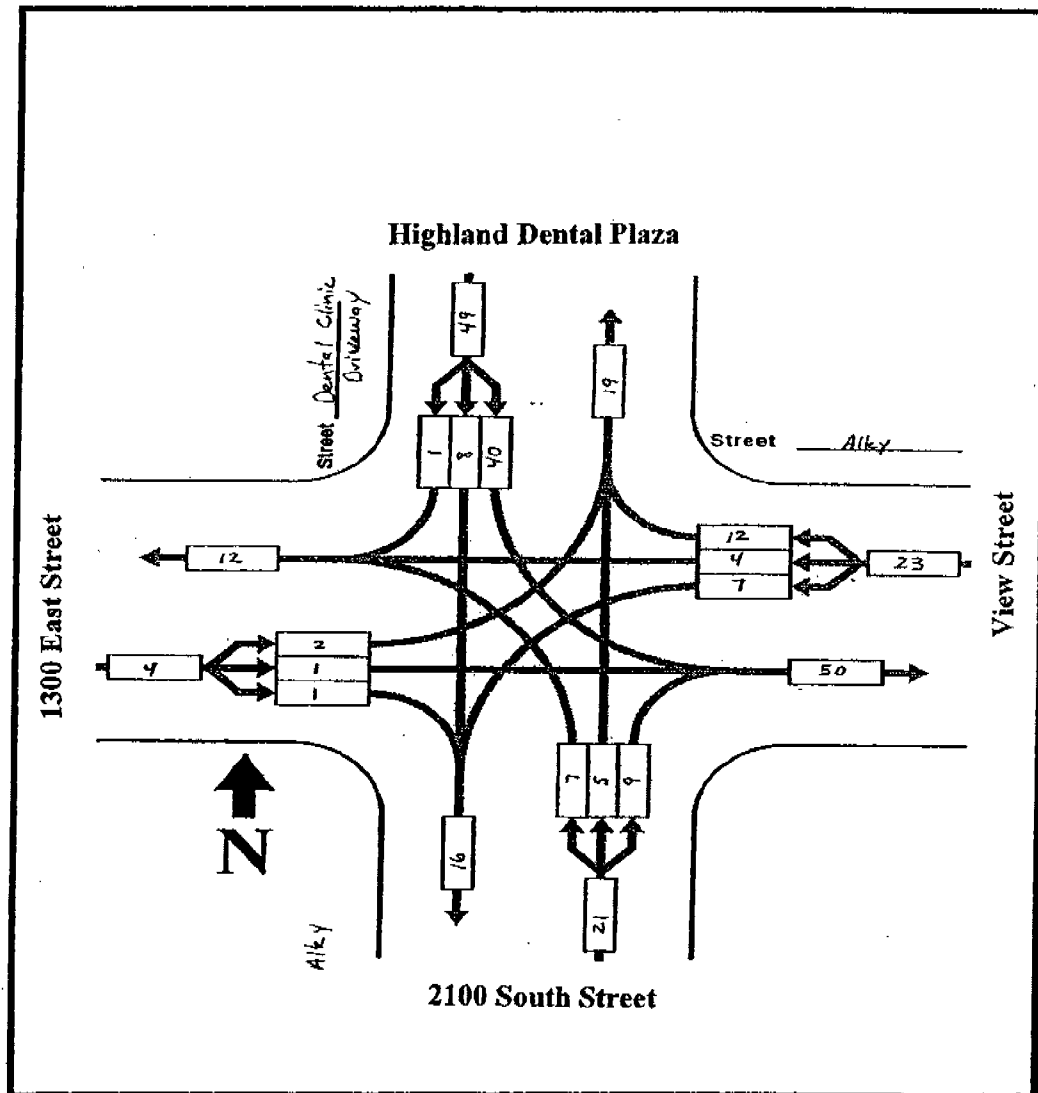 Highland Dental Plaza
Street Dental Clinic
Driveway
49
1 8 40
19
Street Alky
12
4
7
23
12
1300 East Street
View Street
4
2
1
1
50
7 5 9
16
21
N
Alky
2100 South Street